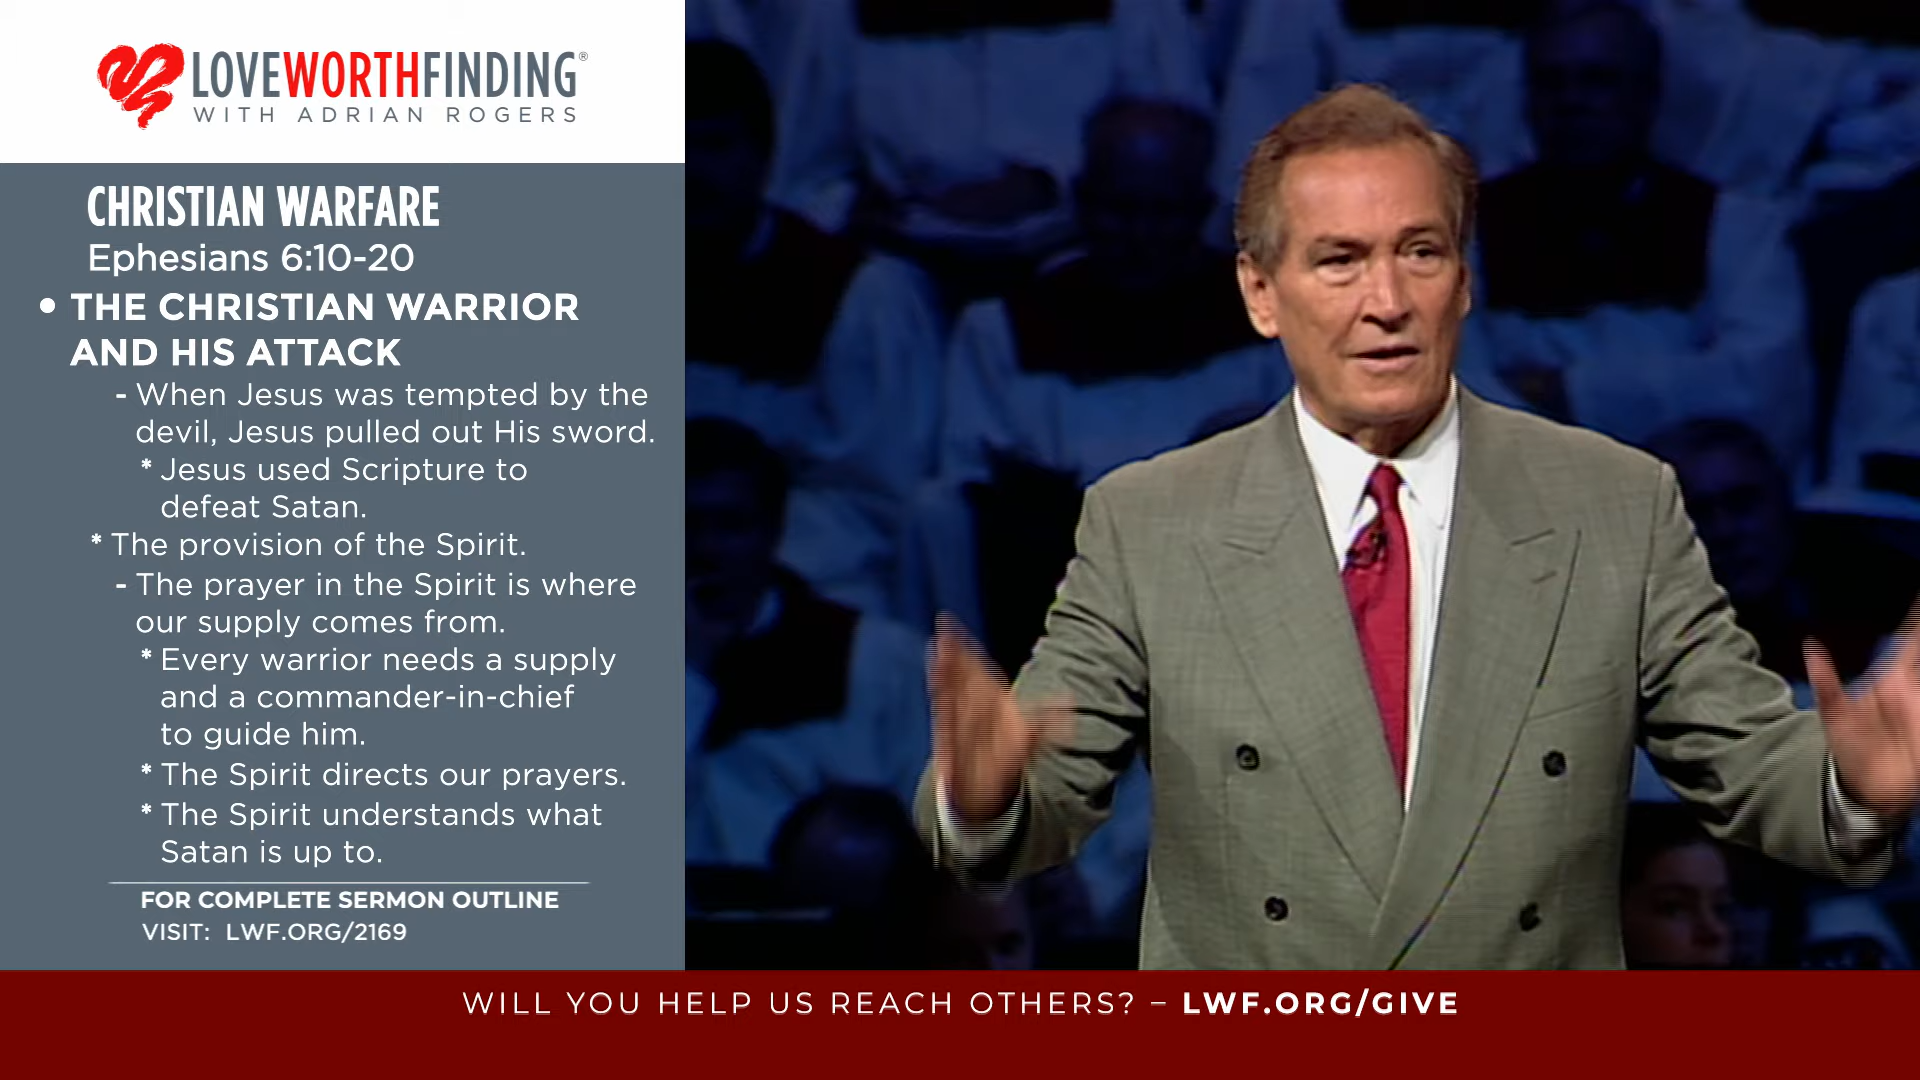 LOVEWORTHFINDING®
WITH ADRIAN ROGERS
CHRISTIAN WARFARE
Ephesians 6:10-20
• THE CHRISTIAN WARRIOR
AND HIS ATTACK
- When Jesus was tempted by the
devil, Jesus pulled out His sword.
* Jesus used Scripture to
defeat Satan.
* The provision of the Spirit.
- The prayer in the Spirit is where
our supply comes from.
* Every warrior needs a supply
and a commander-in-chief
to guide him.
* The Spirit directs our prayers.
* The Spirit understands what
Satan is up to.
FOR COMPLETE SERMON OUTLINE
VISIT: LWF.ORG/2169
WILL YOU HELP US REACH OTHERS? – LWF.ORG/GIVE